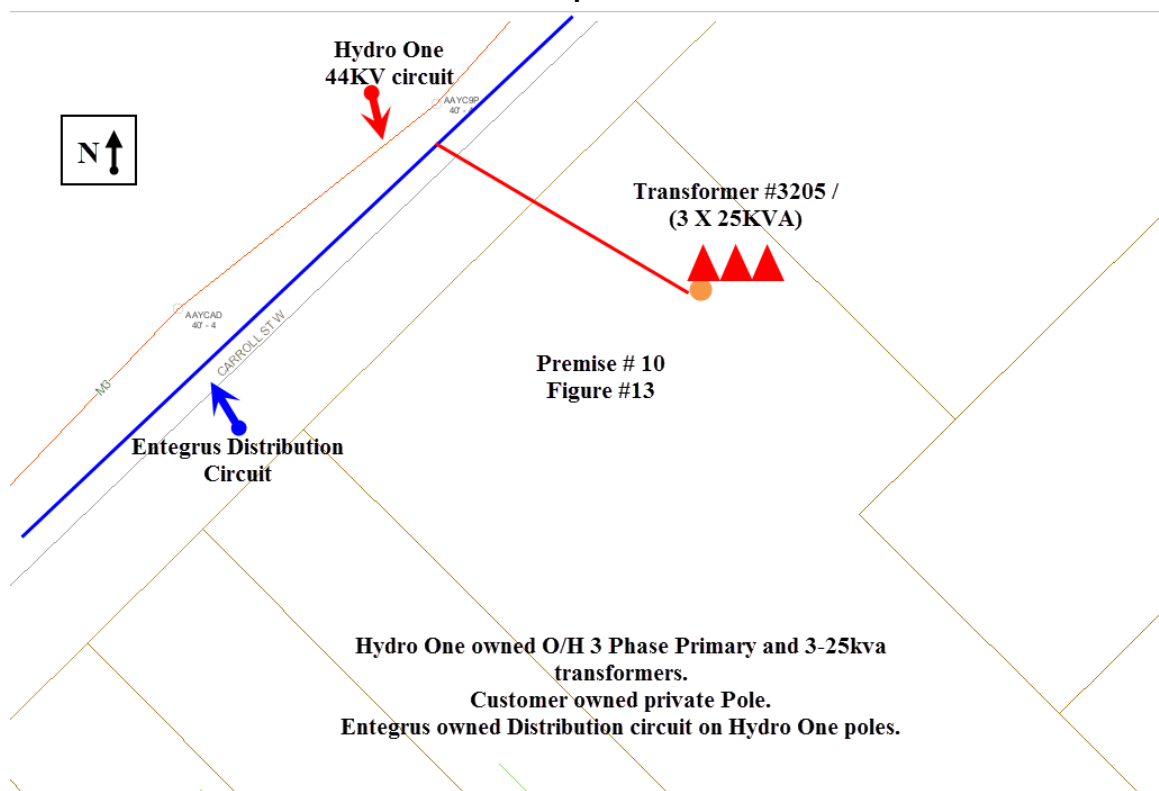 Hydro One
44KV circuit
AAYC9P
N
Transformer #3205 /
(3 X 25KVA)
AAYCAD
40' - 4
CARROLL ST W
Premise # 10
Figure #13
M3
Entegrus Distribution
Circuit
Hydro One owned O/H 3 Phase Primary and 3-25kva
transformers.
Customer owned private Pole.
Entegrus owned Distribution circuit on Hydro One poles.